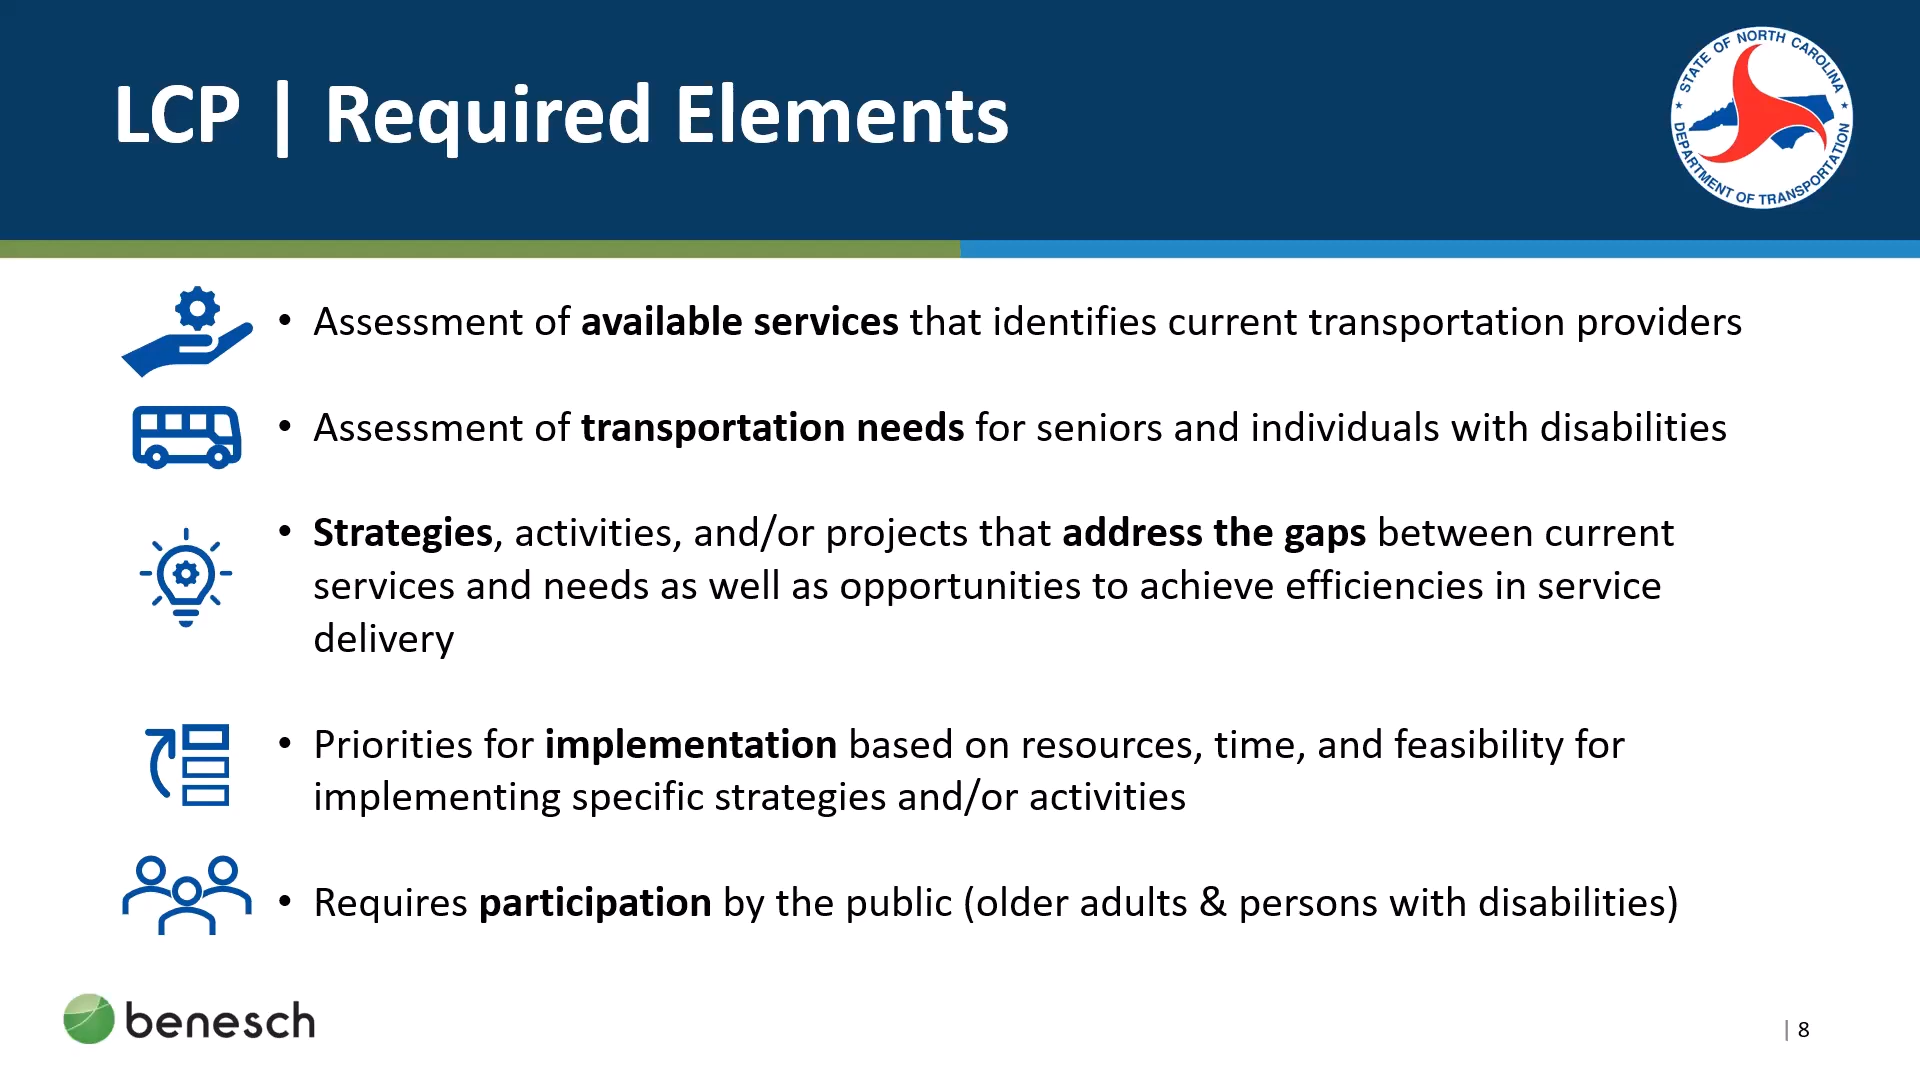 LCP | Required Elements
STATE OF NORTH CAROLINA
DEPARTMENT OF TRANSPORTATION
• Assessment of available services that identifies current transportation providers
• Assessment of transportation needs for seniors and individuals with disabilities
• Strategies, activities, and/or projects that address the gaps between current
services and needs as well as opportunities to achieve efficiencies in service
delivery
• Priorities for implementation based on resources, time, and feasibility for
implementing specific strategies and/or activities
• Requires participation by the public (older adults & persons with disabilities)
benesch
| 8